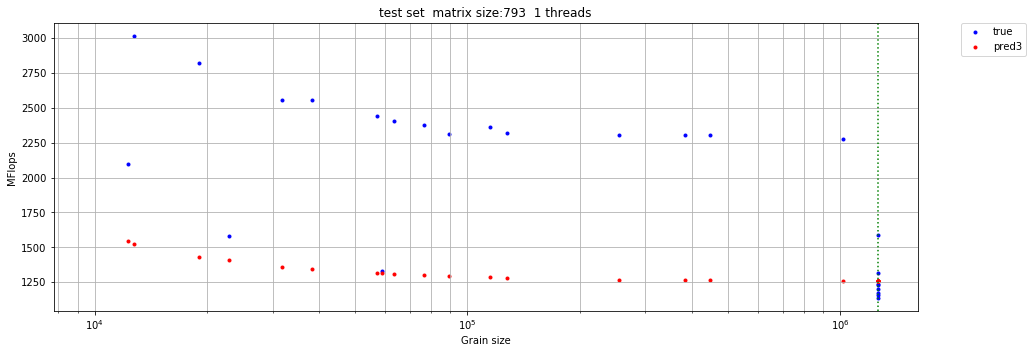 test set  matrix size:793  1 threads
true
pred3
MFlops
3000
2750
2500
2250
2000
1750
1500
1250
10^4
10^5
10^6
Grain size